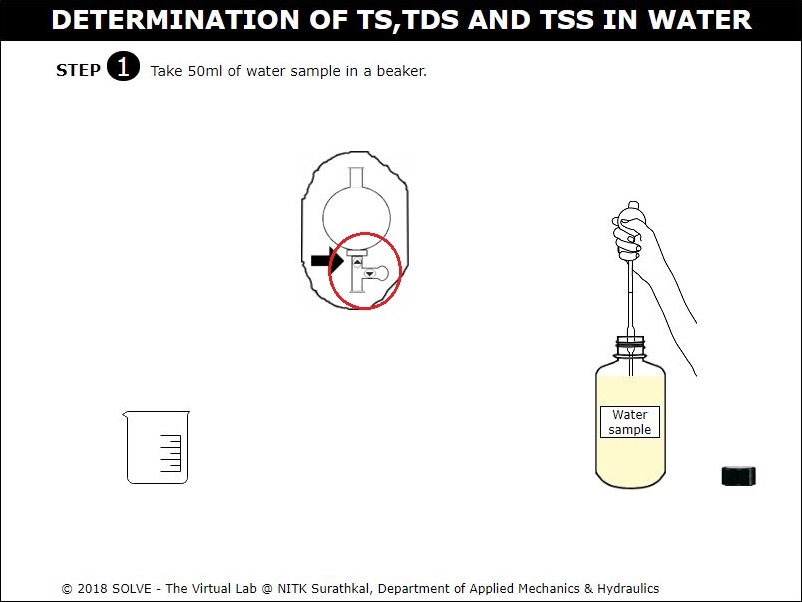 DETERMINATION OF TS,TDS AND TSS IN WATER
STEP 1 Take 50ml of water sample in a beaker.
Water
sample
© 2018 SOLVE - The Virtual Lab @ NITK Surathkal, Department of Applied Mechanics & Hydraulics